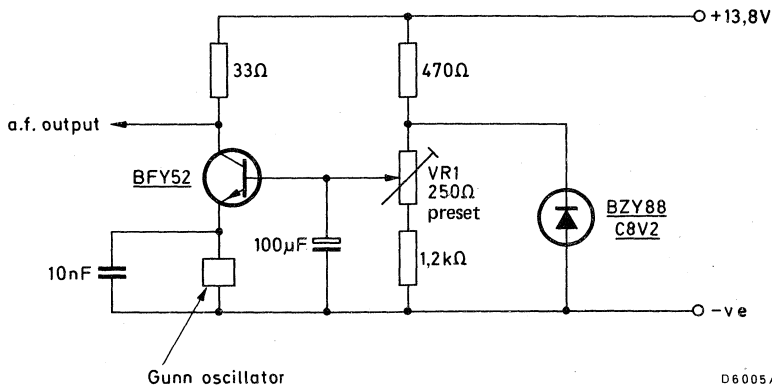 +13,8V
33Ω
470Ω
a.f. output
BFY52
VR1
250Ω
preset
BZY88
C8V2
100μF
10nF
1,2kΩ
-ve
Gunn oscillator
D6005